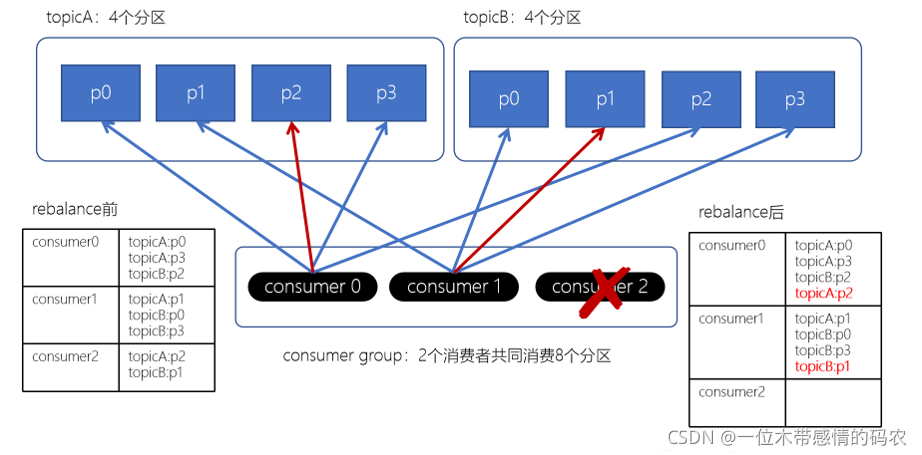 topicA：4个分区
topicB：4个分区
p0
p1
p2
p3
p0
p1
p2
p3
rebalance前
consumer0
topicA:p0
topicA:p3
topicB:p2
consumer1
topicA:p1
topicB:p0
topicB:p3
consumer2
topicA:p2
topicB:p1
consumer 0
consumer 1
consumer 2
consumer group：2个消费者共同消费8个分区
rebalance后
consumer0
topicA:p0
topicA:p3
topicB:p2
topicA:p2
consumer1
topicA:p1
topicB:p0
topicB:p3
topicB:p1
consumer2
CSDN @一位木带感情的码农